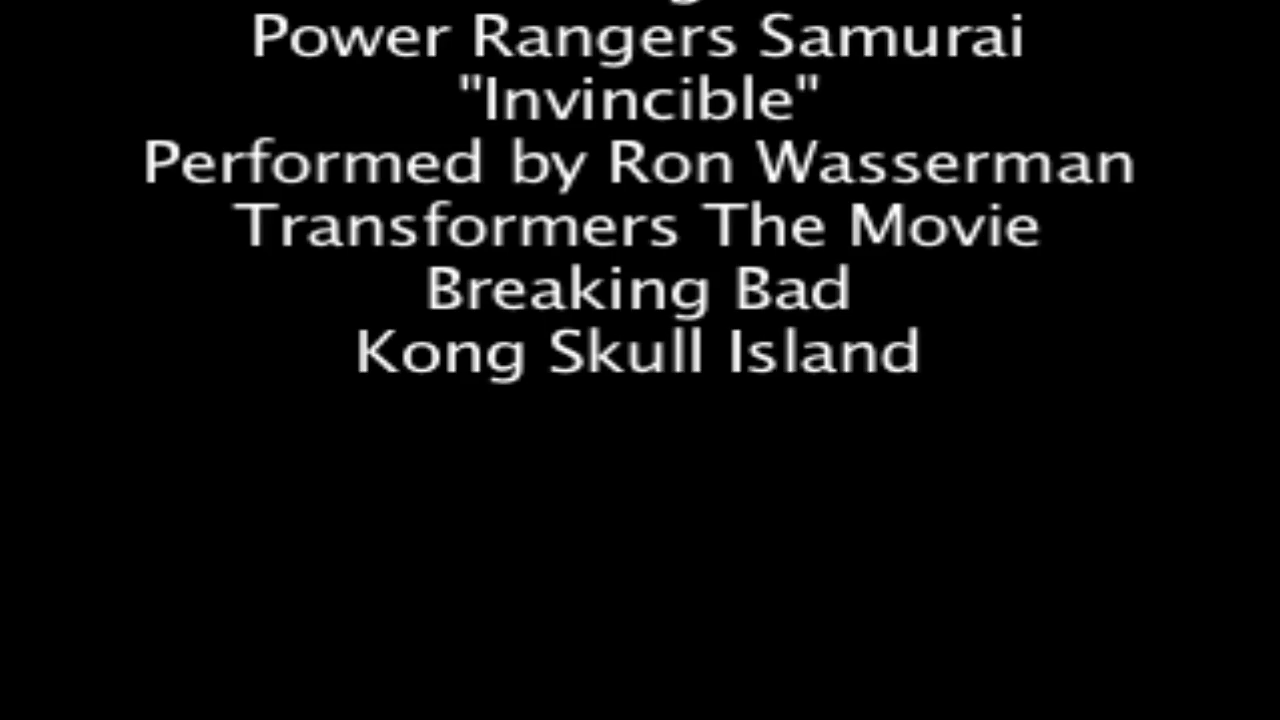 Power Rangers Samurai
"Invincible"
Performed by Ron Wasserman
Transformers The Movie
Breaking Bad
Kong Skull Island